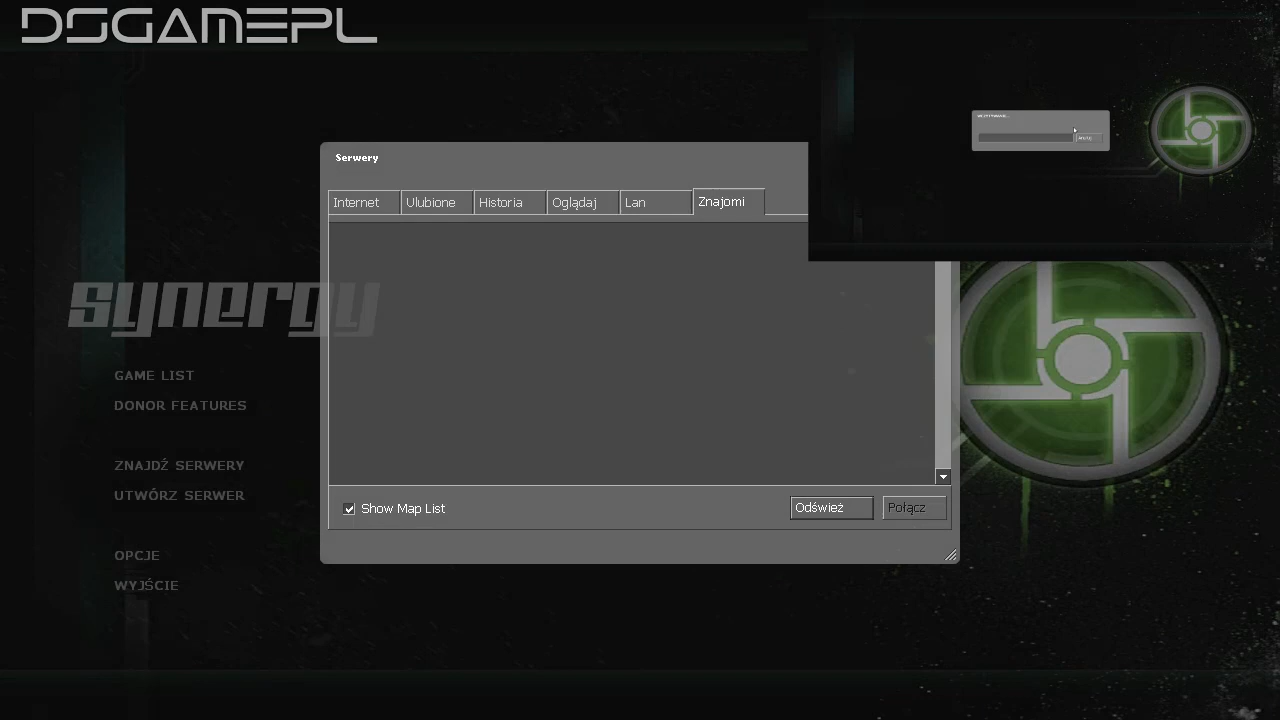 DSGAMEPL
Serwery
Internet Ulubione Historia Oglądaj Lan Znajomi
synergy
GAME LIST
DONOR FEATURES
ZNAJDŹ SERWERY
UTWÓRZ SERWER
Show Map List Odśwież Połącz
OPCJE
WYJŚCIE